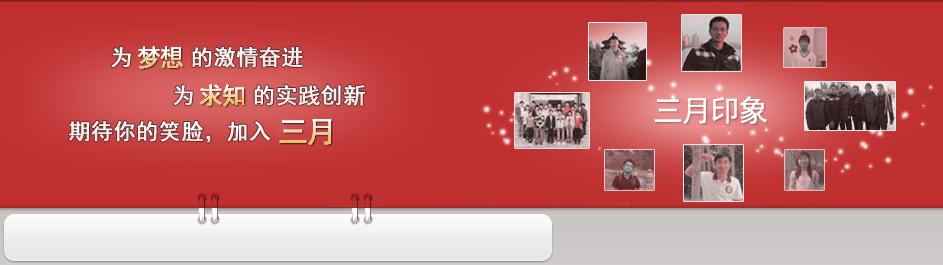 为 梦想 的激情奋进
为 求知 的实践创新
期待你的笑脸，加入 三月
三月印象